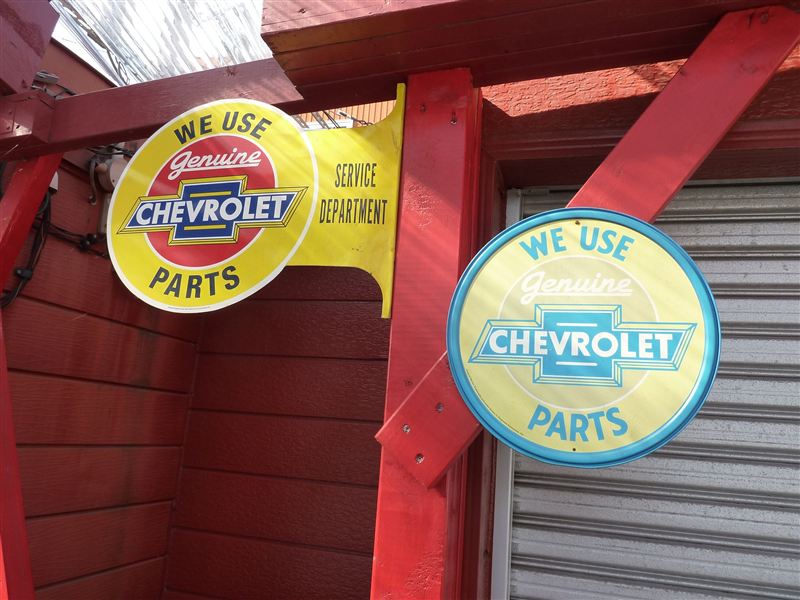 WE USE
Genuine
CHEVROLET
PARTS
SERVICE
DEPARTMENT
WE USE
Genuine
CHEVROLET
PARTS